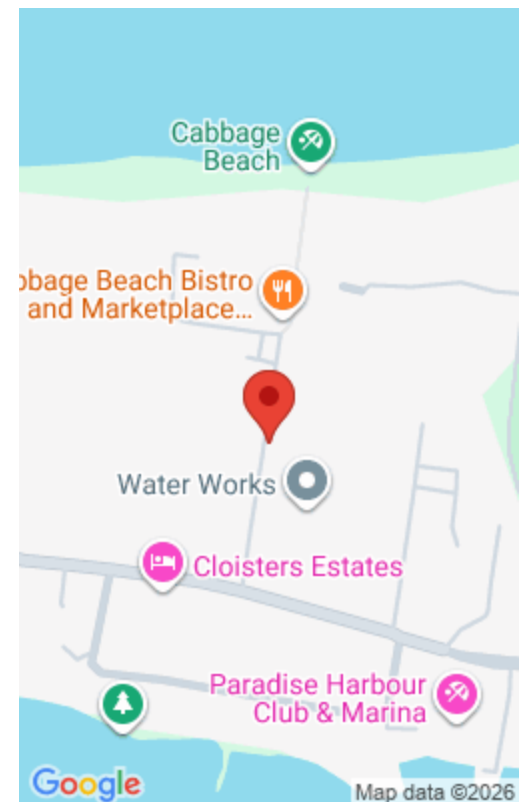 Cabbage
Beach
bbage Beach Bistro
and Marketplace...
Water Works
Cloisters Estates
Paradise Harbour
Club & Marina
Google
Map data ©2026